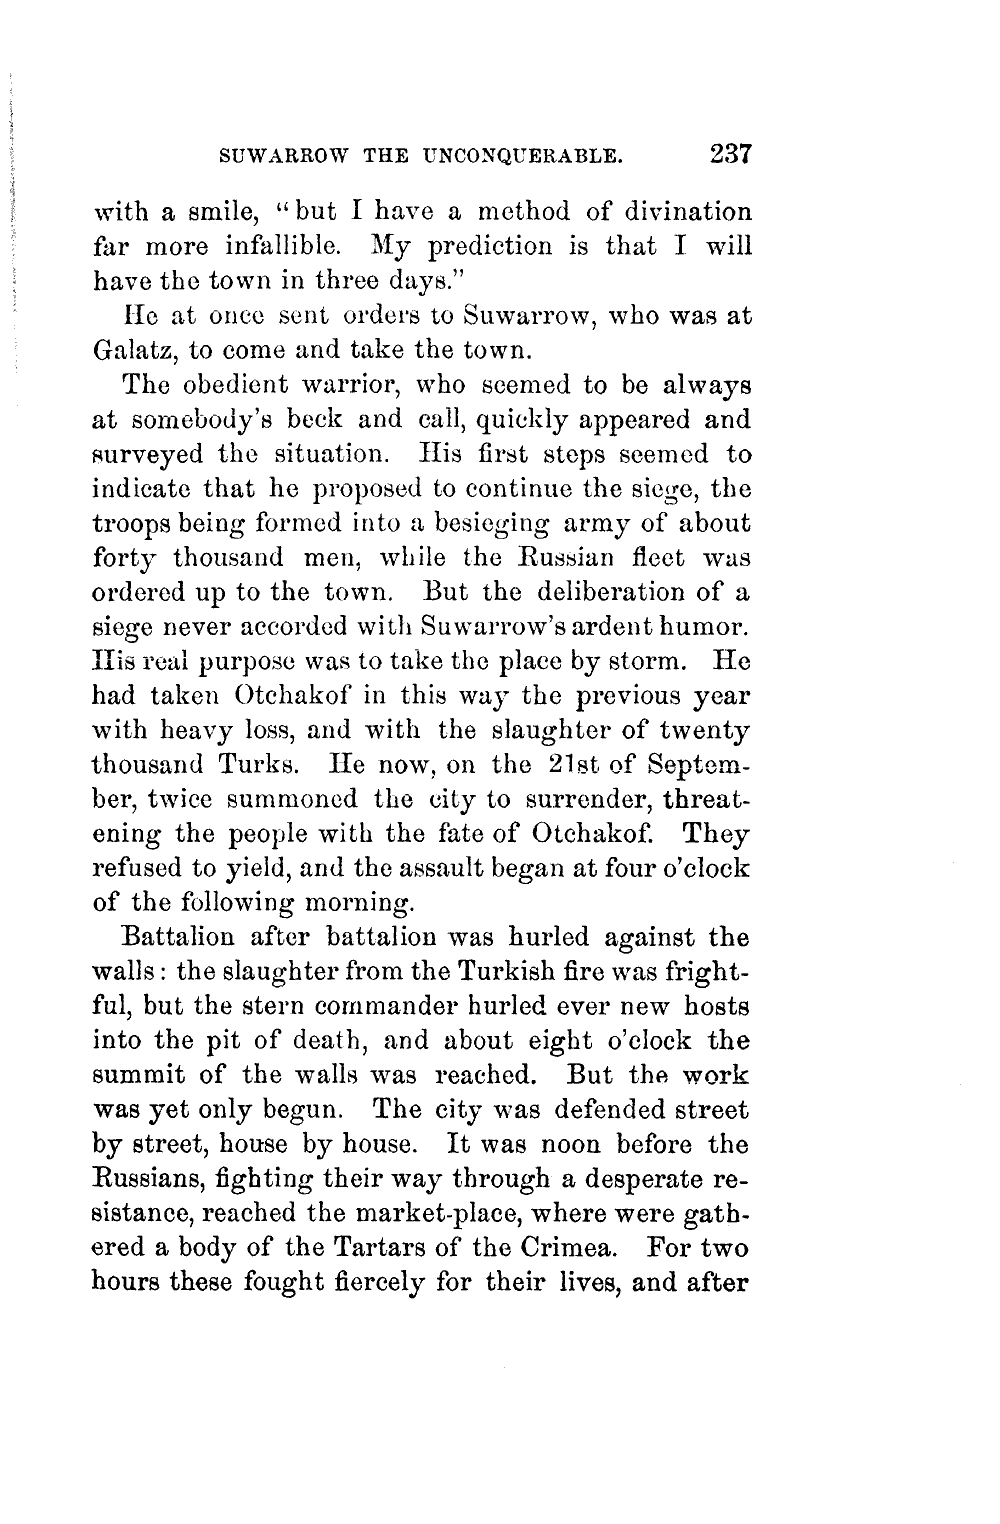 SUWARROW THE UNCONQUERABLE. 237
with a smile, “but I have a method of divination
far more infallible. My prediction is that I will
have the town in three days.”
He at once sent orders to Suwarrow, who was at
Galatz, to come and take the town.
The obedient warrior, who seemed to be always
at somebody’s beck and call, quickly appeared and
surveyed the situation. His first steps seemed to
indicate that he proposed to continue the siege, the
troops being formed into a besieging army of about
forty thousand men, while the Russian fleet was
ordered up to the town. But the deliberation of a
siege never accorded with Suwarrow’s ardent humor.
His real purpose was to take the place by storm. He
had taken Otchakof in this way the previous year
with heavy loss, and with the slaughter of twenty
thousand Turks. He now, on the 21st of Septem-
ber, twice summoned the city to surrender, threat-
ening the people with the fate of Otchakof. They
refused to yield, and the assault began at four o’clock
of the following morning.
Battalion after battalion was hurled against the
walls: the slaughter from the Turkish fire was fright-
ful, but the stern commander hurled ever new hosts
into the pit of death, and about eight o’clock the
summit of the walls was reached. But the work
was yet only begun. The city was defended street
by street, house by house. It was noon before the
Russians, fighting their way through a desperate re-
sistance, reached the market-place, where were gath-
ered a body of the Tartars of the Crimea. For two
hours these fought fiercely for their lives, and after